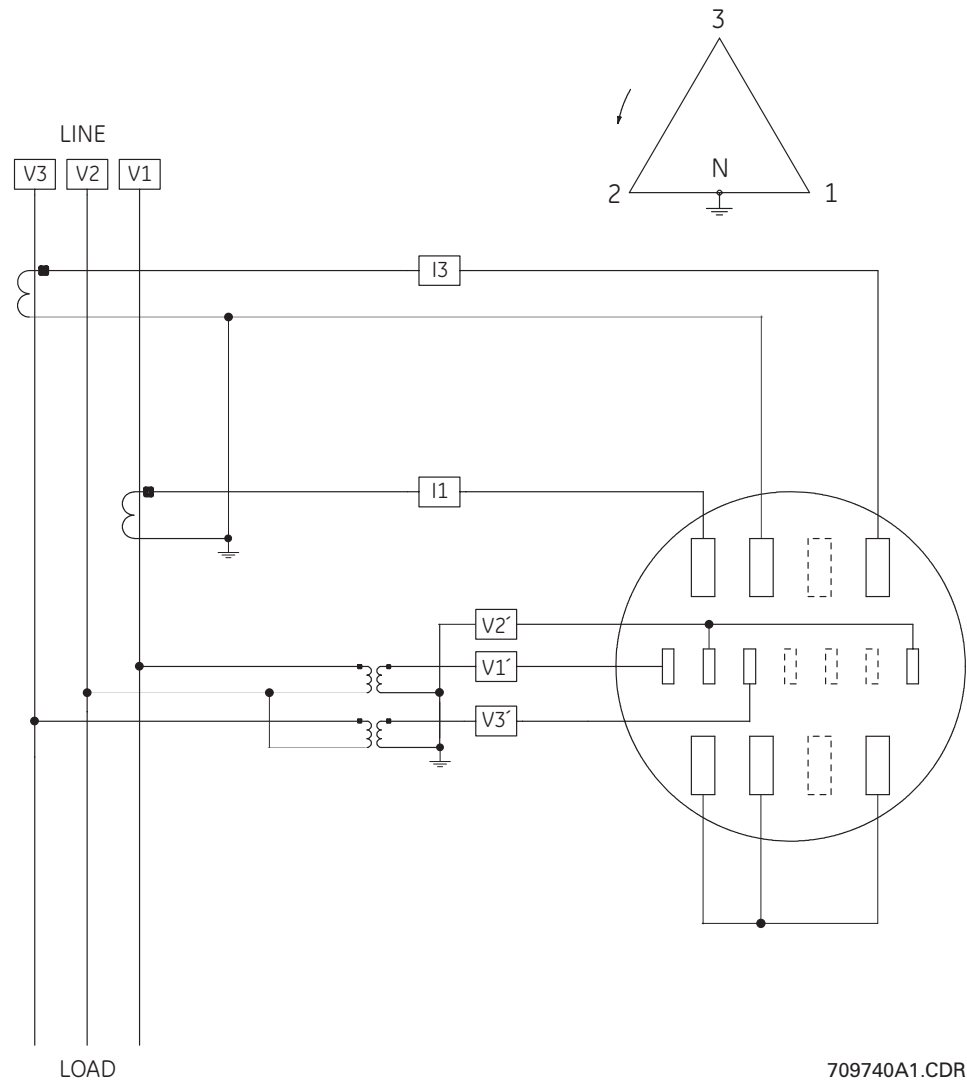 3
LINE
V3 V2 V1
N
2 1
I3
I1
V2´
V1´
V3´
LOAD
709740A1.CDR